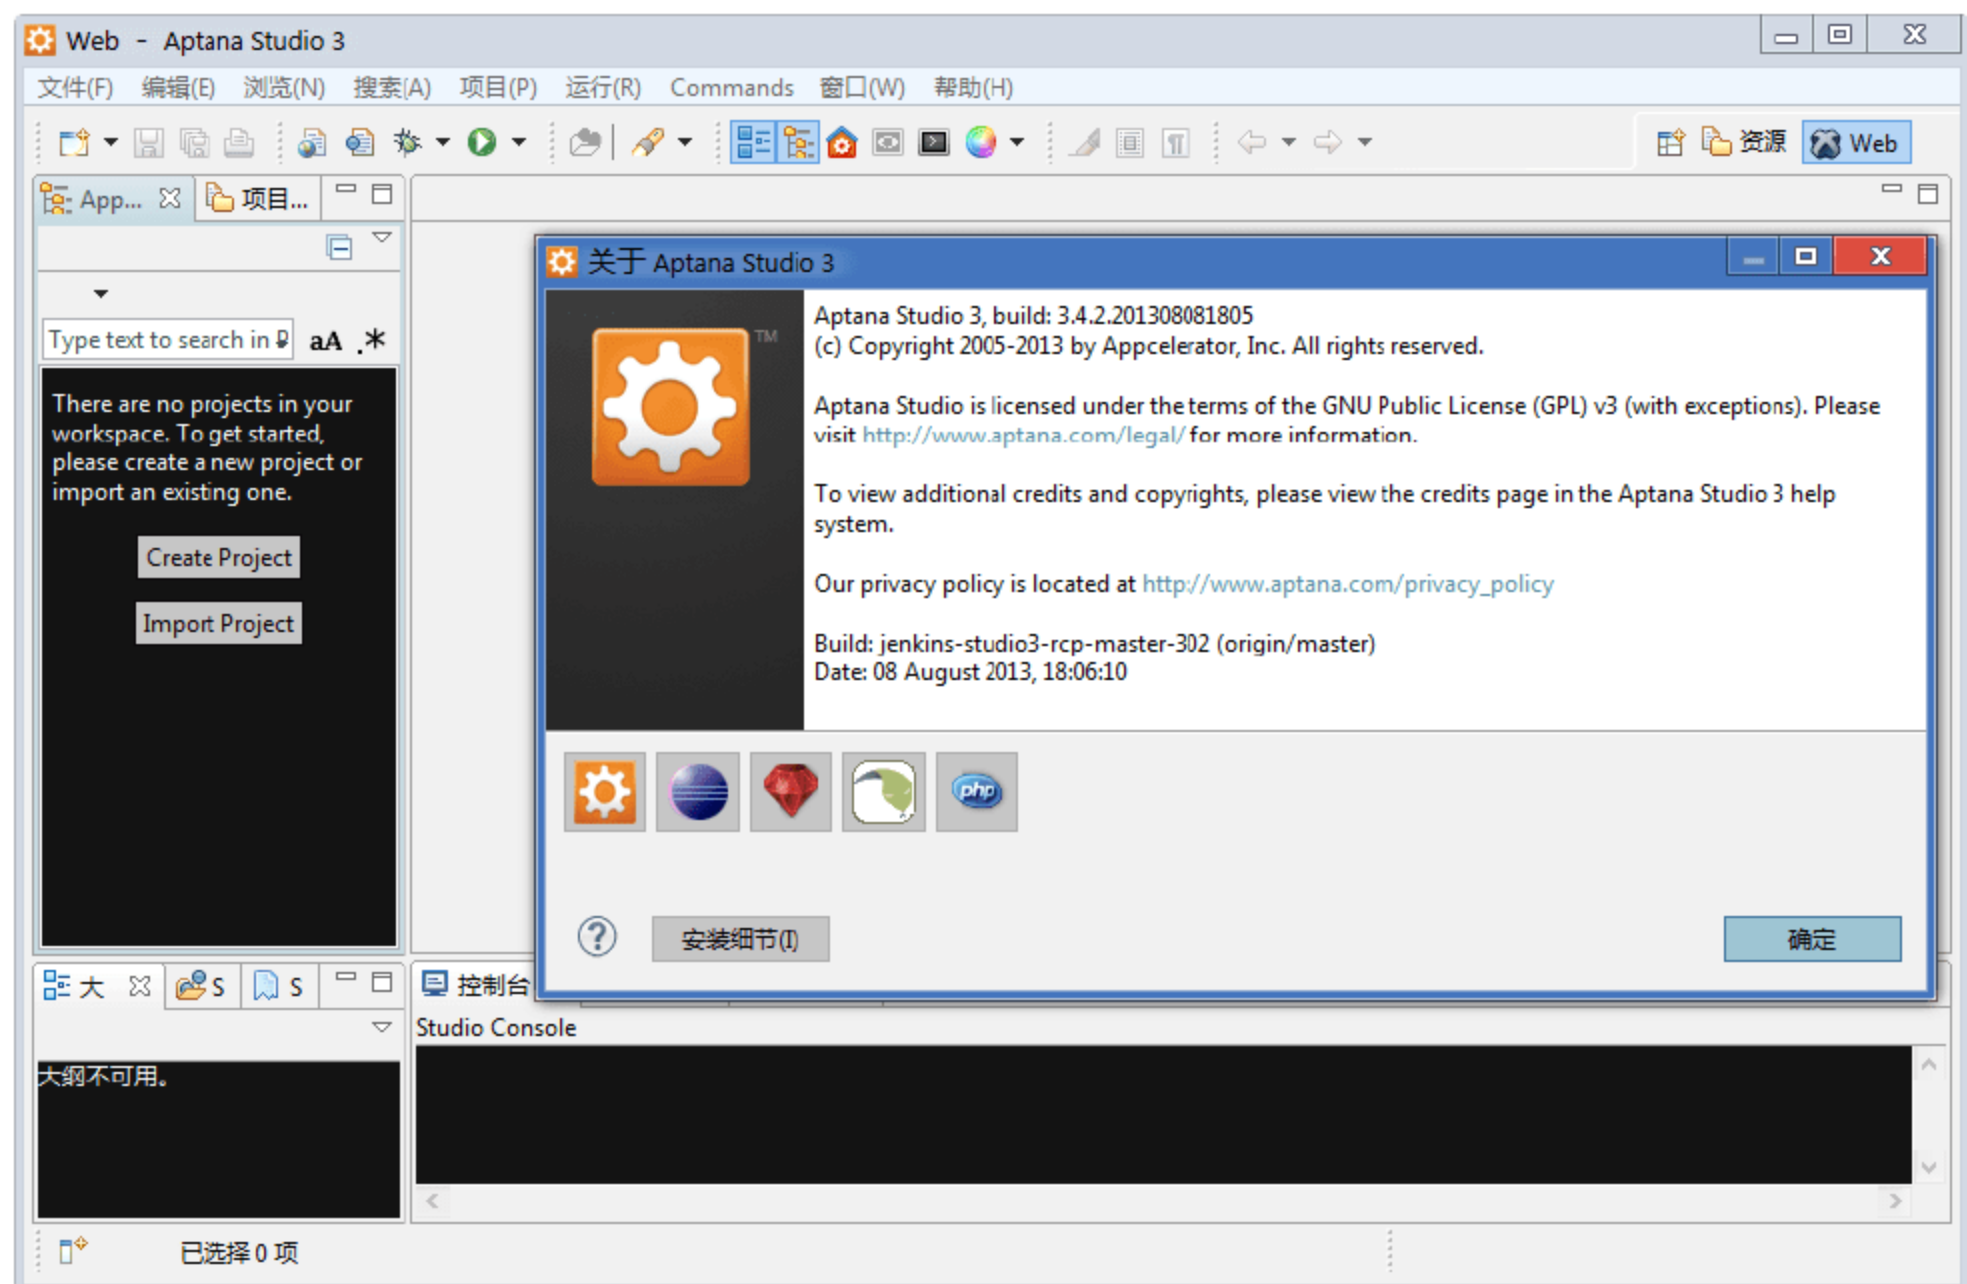 Web - Aptana Studio 3
文件(F) 编辑(E) 浏览(N) 搜索(A) 项目(P) 运行(R) Commands 窗口(W) 帮助(H)
资源 Web
App... 项目...
Type text to search in
aA .*
There are no projects in your
workspace. To get started,
please create a new project or
import an existing one.
Create Project
Import Project
关于 Aptana Studio 3
TM
Aptana Studio 3, build: 3.4.2.201308081805
(c) Copyright 2005-2013 by Appcelerator, Inc. All rights reserved.
Aptana Studio is licensed under the terms of the GNU Public License (GPL) v3 (with exceptions). Please
visit http://www.aptana.com/legal/ for more information.
To view additional credits and copyrights, please view the credits page in the Aptana Studio 3 help
system.
Our privacy policy is located at http://www.aptana.com/privacy_policy
Build: jenkins-studio3-rcp-master-302 (origin/master)
Date: 08 August 2013, 18:06:10
php
安装细节(I)
确定
大 S S
大纲不可用。
控制台
Studio Console
已选择 0 项